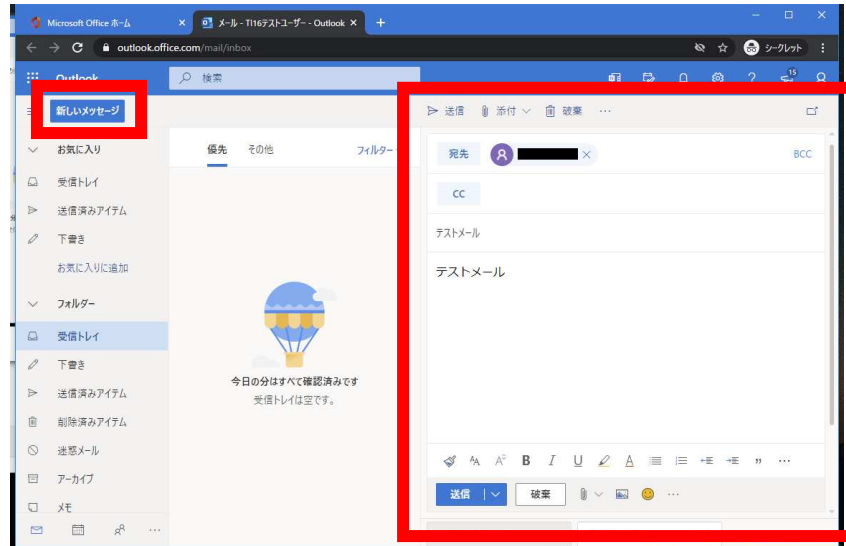 Microsoft Office ホーム
メール - TI16テストユーザー - Outlook
outlook.office.com/mail/inbox
シークレット
Outlook
検索
15
新しいメッセージ
送信
添付
破棄
お気に入り
優先
その他
フィルター
宛先
R
BCC
受信トレイ
CC
送信済みアイテム
下書き
テストメール
お気に入りに追加
テストメール
フォルダー
受信トレイ
下書き
今日の分はすべて確認済みです
送信済みアイテム
受信トレイは空です。
削除済みアイテム
迷惑メール
アーカイブ
送信
破棄
メモ